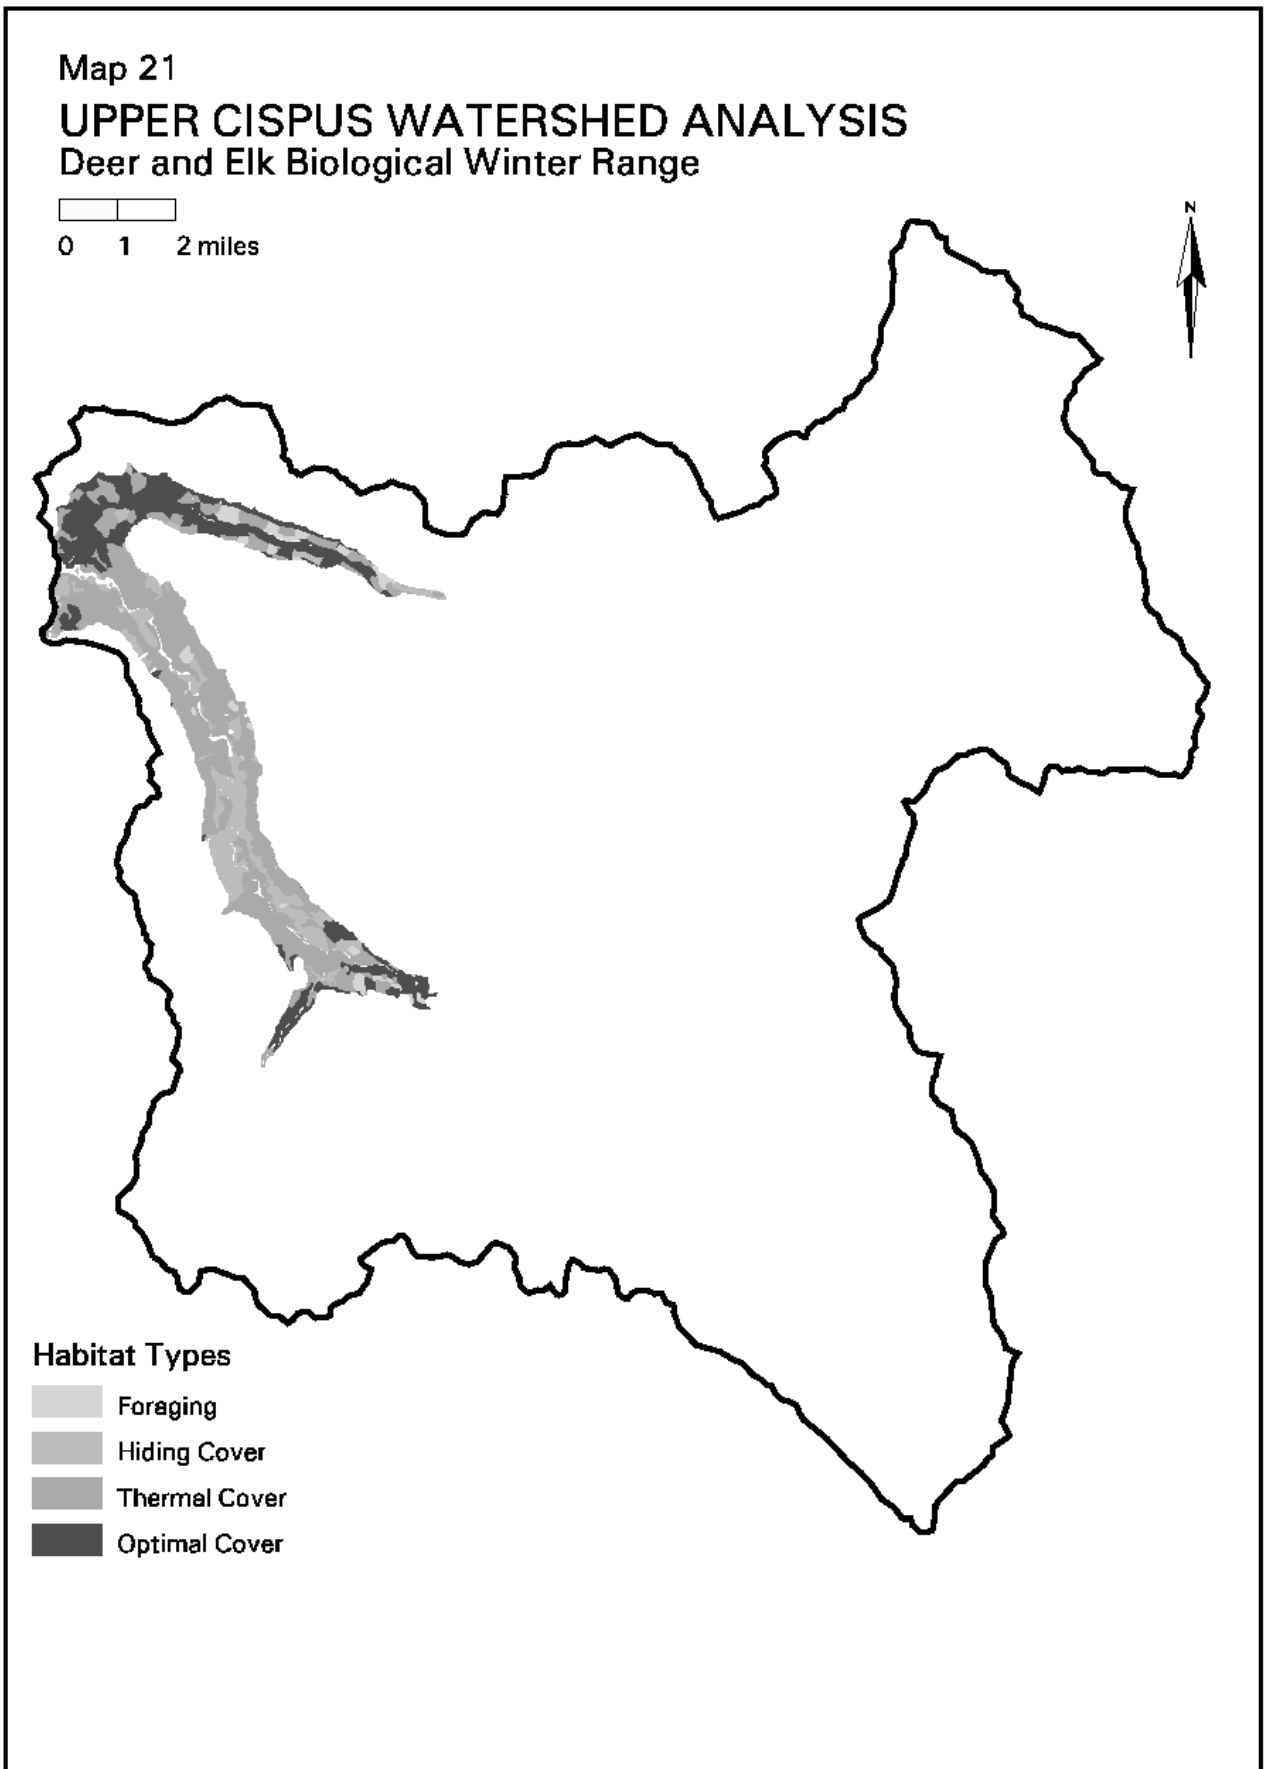 Map 21
UPPER CISPUS WATERSHED ANALYSIS
Deer and Elk Biological Winter Range
0 1 2 miles
N
Habitat Types
Foraging
Hiding Cover
Thermal Cover
Optimal Cover